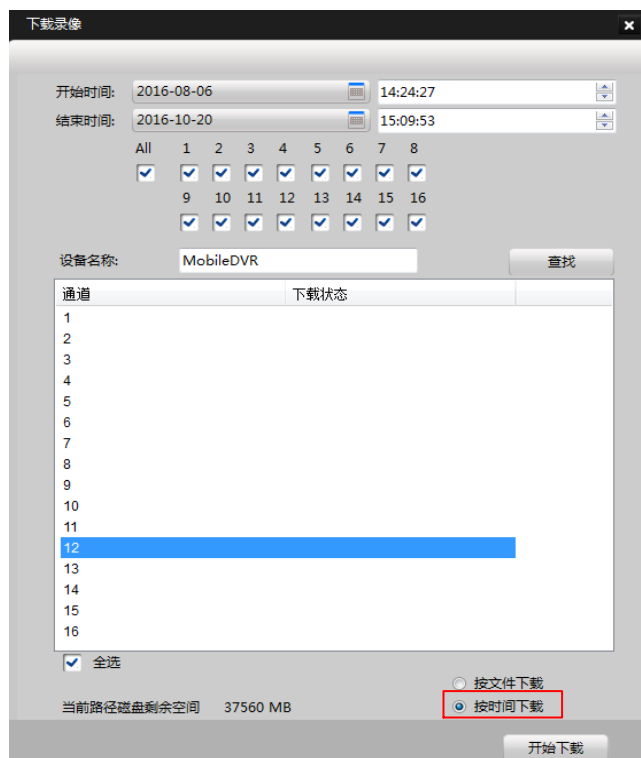 下载录像
开始时间: 2016-08-06 14:24:27
结束时间: 2016-10-20 15:09:53
All 1 2 3 4 5 6 7 8
9 10 11 12 13 14 15 16
设备名称: MobileDVR 查找
通道 下载状态
1
2
3
4
5
6
7
8
9
10
11
12
13
14
15
16
全选
按文件下载
当前路径磁盘剩余空间 37560 MB 按时间下载
开始下载